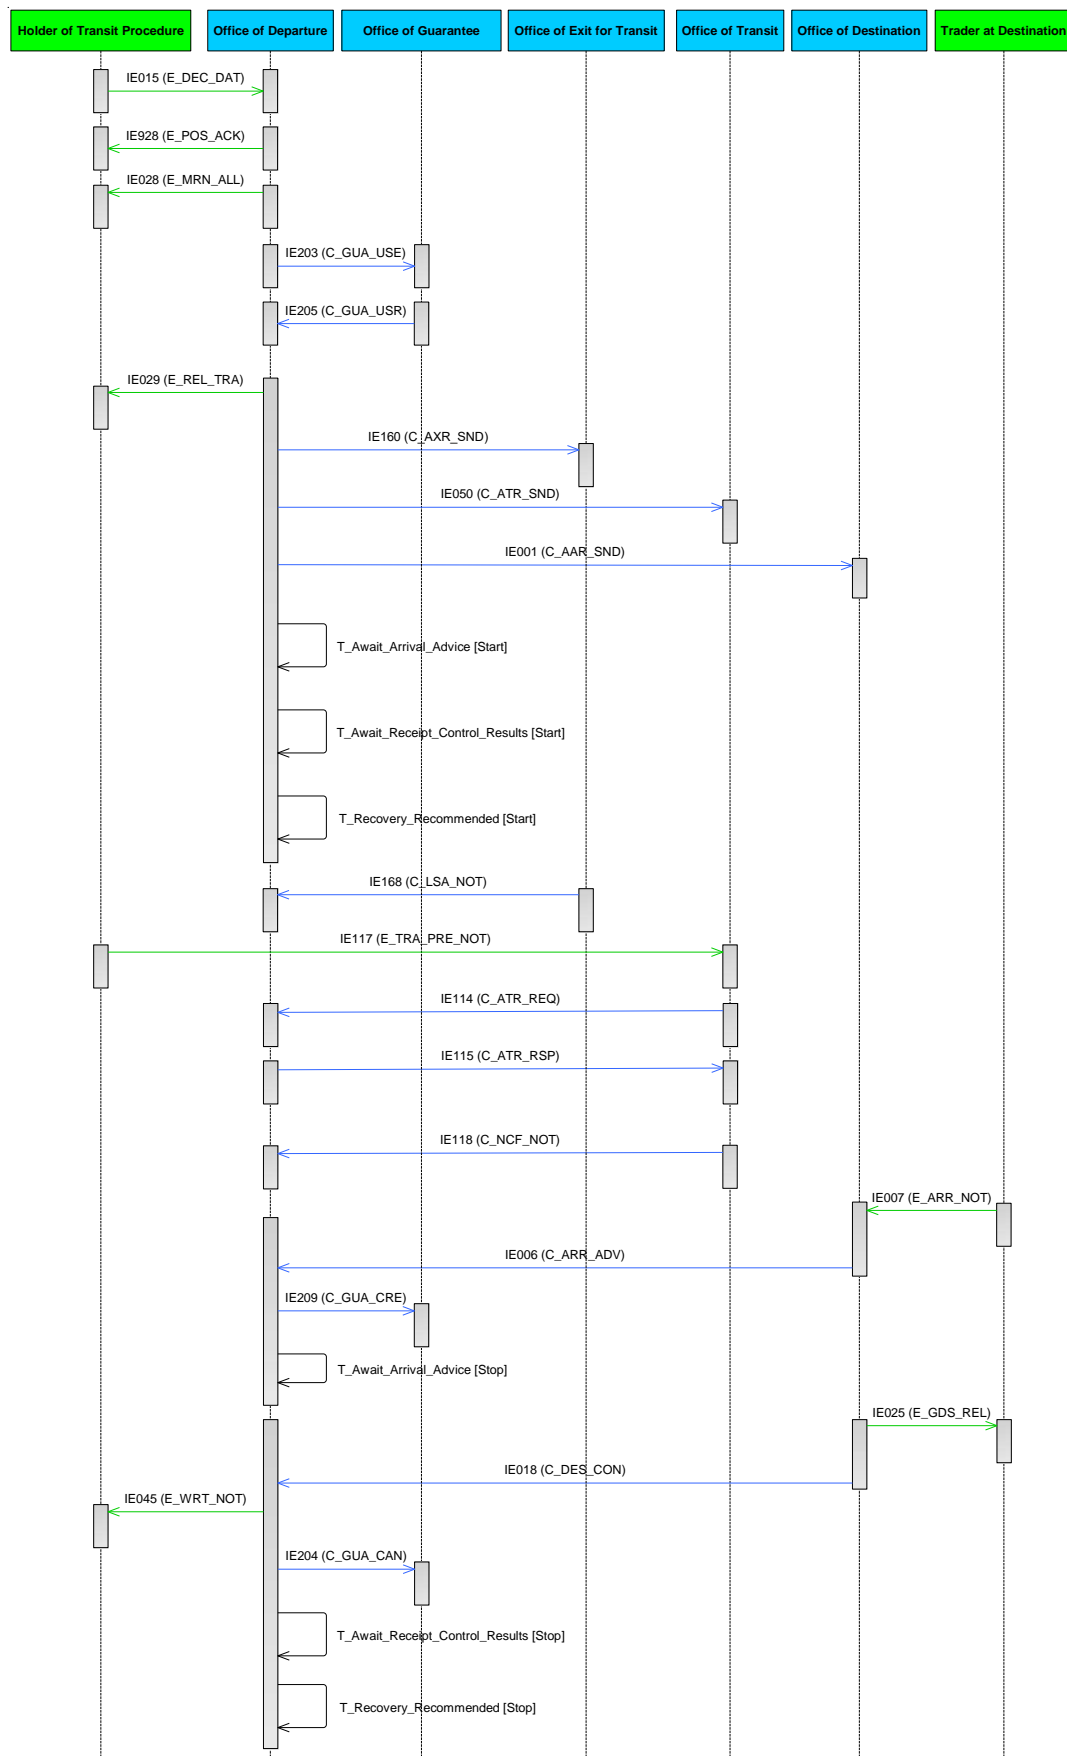 Holder of Transit Procedure
Office of Departure
Office of Guarantee
Office of Exit for Transit
Office of Transit
Office of Destination
Trader at Destination
IE015 (E_DEC_DAT)
IE928 (E_POS_ACK)
IE028 (E_MRN_ALL)
IE203 (C_GUA_USE)
IE205 (C_GUA_USR)
IE029 (E_REL_TRA)
IE160 (C_AXR_SND)
IE050 (C_ATR_SND)
IE001 (C_AAR_SND)
T_Await_Arrival_Advice [Start]
T_Await_Receipt_Control_Results [Start]
T_Recovery_Recommended [Start]
IE168 (C_LSA_NOT)
IE117 (E_TRA_PRE_NOT)
IE114 (C_ATR_REQ)
IE115 (C_ATR_RSP)
IE118 (C_NCF_NOT)
IE007 (E_ARR_NOT)
IE006 (C_ARR_ADV)
IE209 (C_GUA_CRE)
T_Await_Arrival_Advice [Stop]
IE025 (E_GDS_REL)
IE018 (C_DES_CON)
IE045 (E_WRT_NOT)
IE204 (C_GUA_CAN)
T_Await_Receipt_Control_Results [Stop]
T_Recovery_Recommended [Stop]